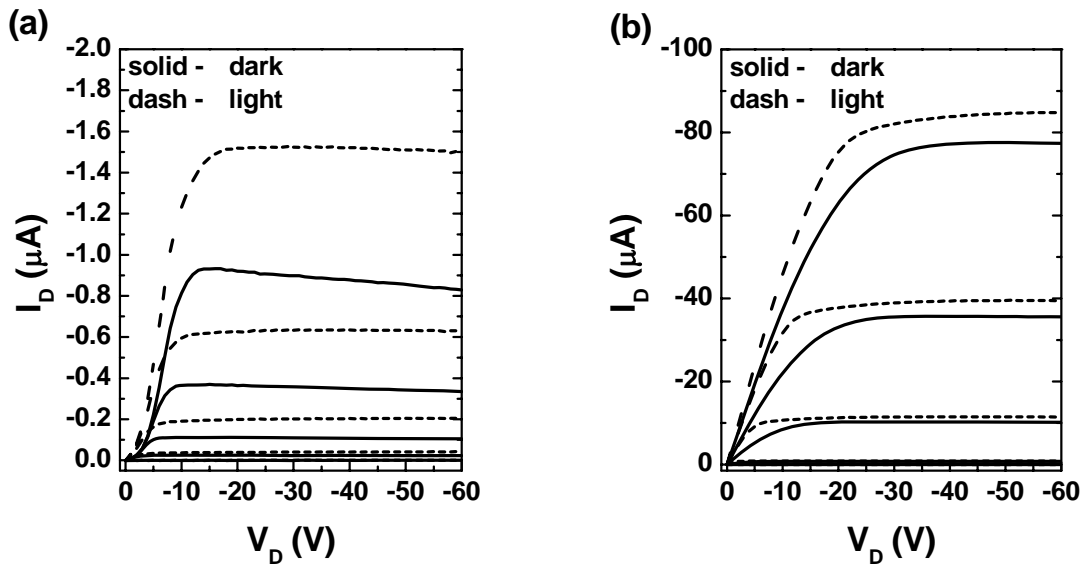 (a)
-2.0
-1.8
-1.6
-1.4
-1.2
-1.0
-0.8
-0.6
-0.4
-0.2
0.0
solid - dark
dash - light
I_D (μA)
0 -10 -20 -30 -40 -50 -60
V_D (V)
(b)
-100
-80
-60
-40
-20
0
solid - dark
dash - light
I_D (μA)
0 -10 -20 -30 -40 -50 -60
V_D (V)